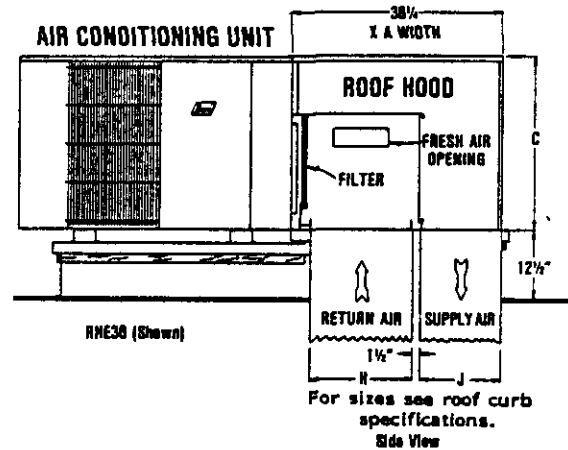 38¼
X A WIDTH
AIR CONDITIONING UNIT
ROOF HOOD
C
FRESH AIR
OPENING
FILTER
12½"
RETURN AIR
SUPPLY AIR
RHE36 (Shown)
1½"
H
J
For sizes see roof curb
specifications.
Side View